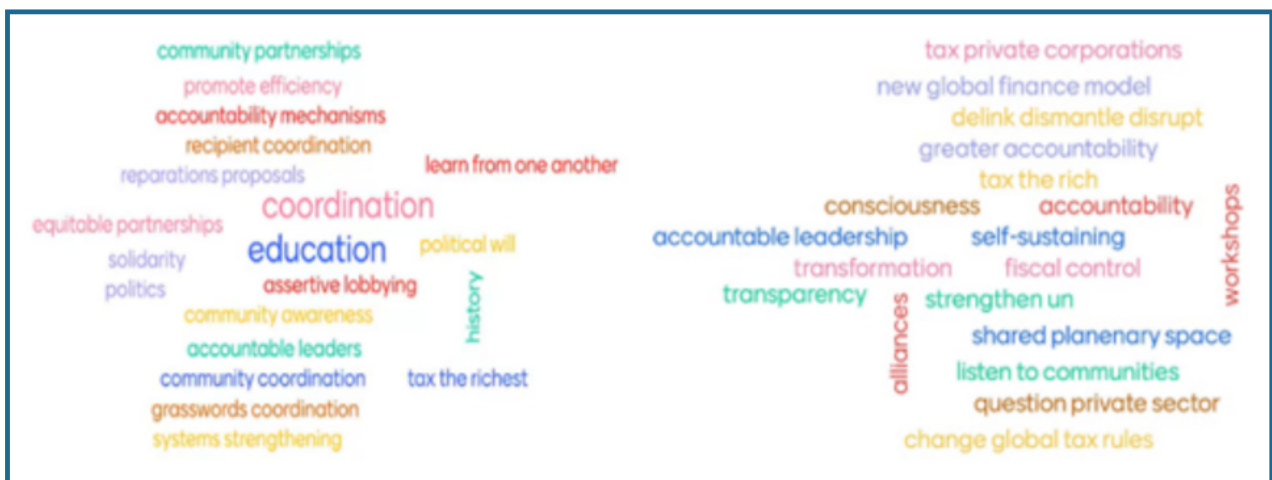 community partnerships
promote efficiency
accountability mechanisms
recipient coordination
learn from one another
reparations proposals
coordination
equitable partnerships
education
political will
solidarity
politics
assertive lobbying
history
community awareness
accountable leaders
community coordination
tax the richest
grasswords coordination
systems strengthening
tax private corporations
new global finance model
delink dismantle disrupt
greater accountability
tax the rich
consciousness
accountability
workshops
accountable leadership
self-sustaining
transformation
fiscal control
transparency
alliances
strengthen un
shared planenary space
listen to communities
question private sector
change global tax rules